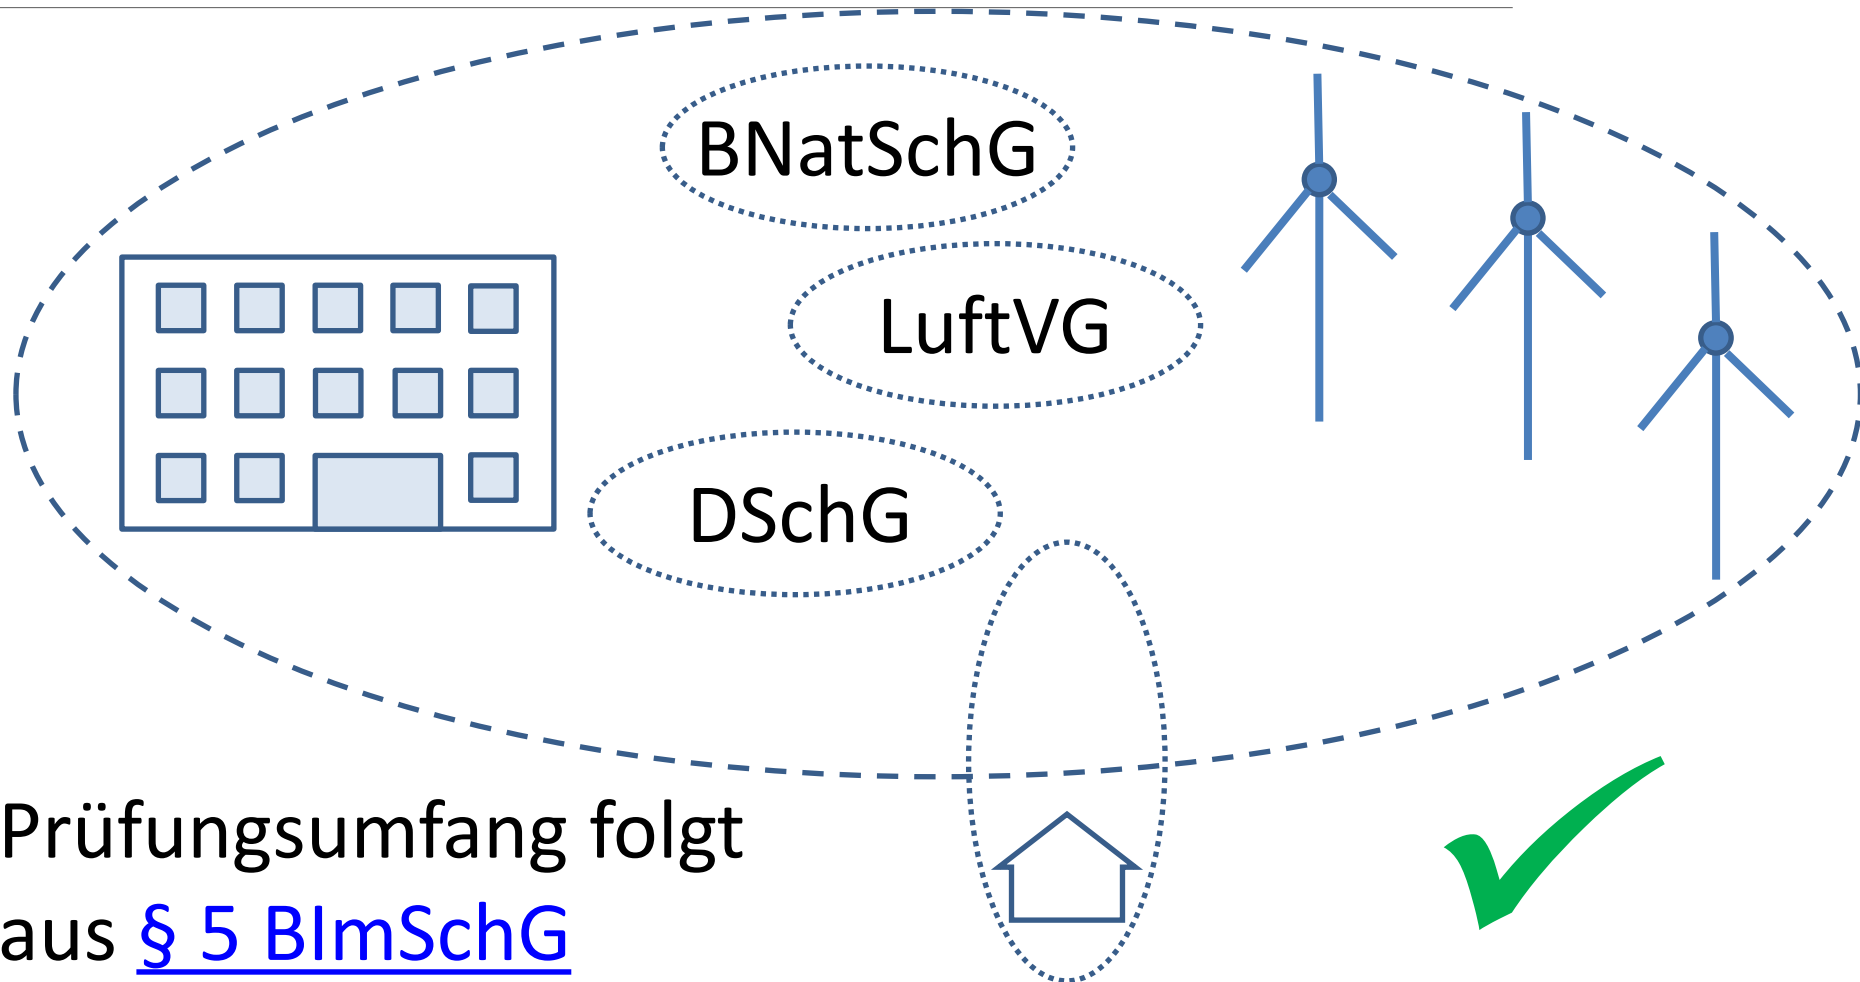 BNatSchG
LuftVG
DSchG
Prüfungsumfang folgt
aus § 5 BImSchG